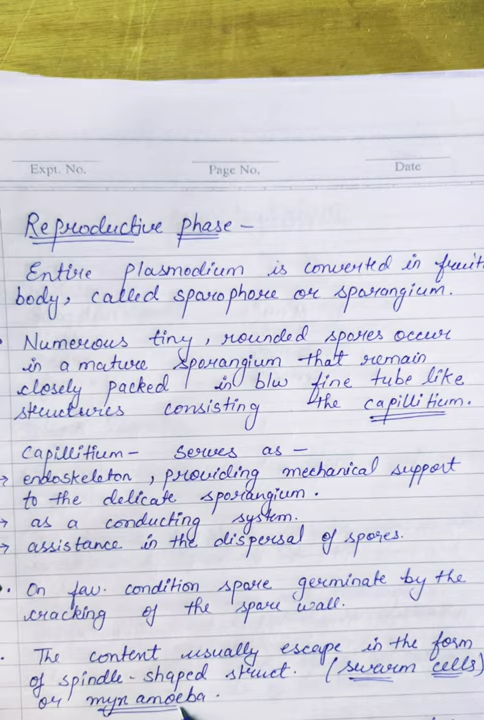 Expt. No. Page No. Date
Reproductive phase -
Entire plasmodium is converted in fruit
body, called sporophore or sporangium.
Numerous tiny, rounded spores occur
in a mature sporangium that remain
closely packed in b/w fine tube like
structures consisting the capillitium.
Capillitium - serves as -
→ endoskeleton, providing mechanical support
to the delicate sporangium.
→ as a conducting system.
→ assistance in the dispersal of spores.
On fav. condition spore germinate by the
cracking of the spore wall.
The content usually escape in the form
of spindle-shaped struct. (swarm cells)
or myxamoeba.